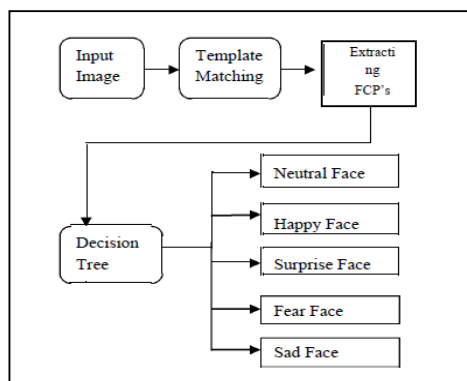 Input
Image
Template
Matching
Extracti
ng
FCP's
Neutral Face
Happy Face
Decision
Tree
Surprise Face
Fear Face
Sad Face